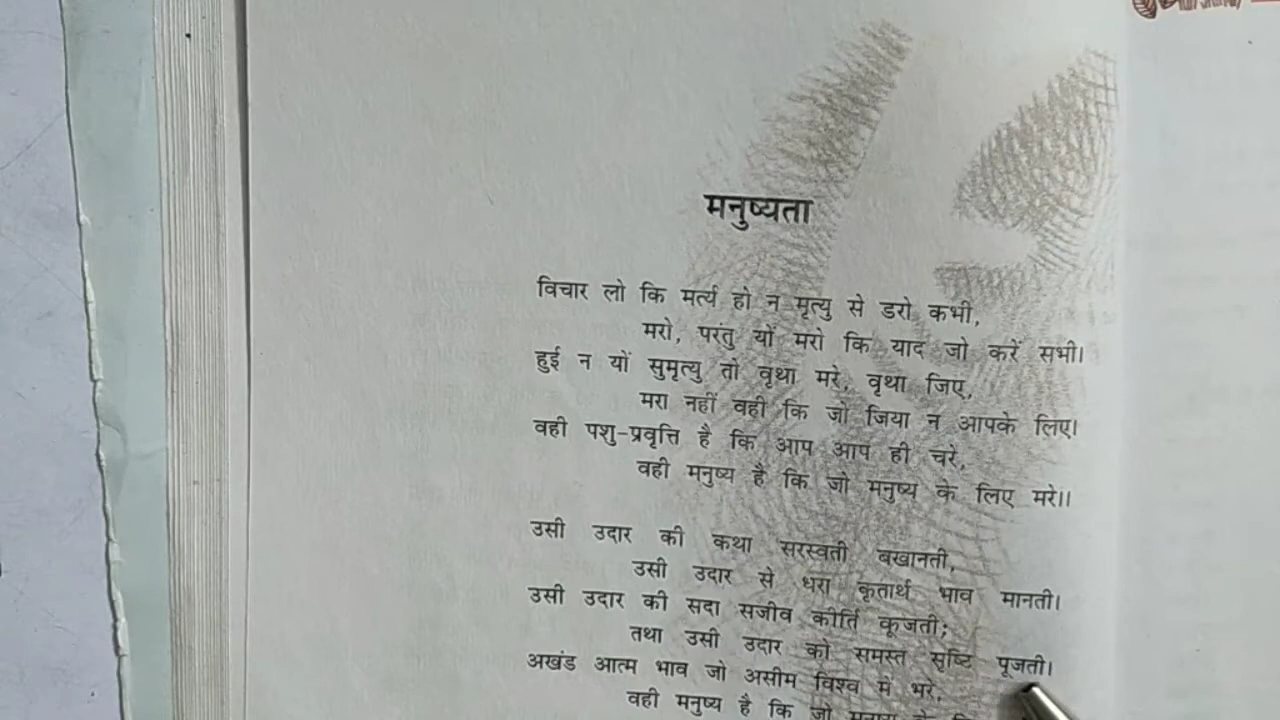 मनुष्यता
विचार लो कि मर्त्य हो न मृत्यु से डरो कभी,
मरो, परंतु यों मरो कि याद जो करें सभी।
हुई न यों सुमृत्यु तो वृथा मरे, वृथा जिए,
मरा नहीं वही कि जो जिया न आपके लिए।
वही पशु-प्रवृत्ति है कि आप आप ही चरे,
वही मनुष्य है कि जो मनुष्य के लिए मरे।।
उसी उदार की कथा सरस्वती बखानती,
उसी उदार से धरा कृतार्थ भाव मानती।
उसी उदार की सदा सजीव कीर्ति कूजती;
तथा उसी उदार को समस्त सृष्टि पूजती।
अखंड आत्म भाव जो असीम विश्व में भरे,
वही मनुष्य है कि जो